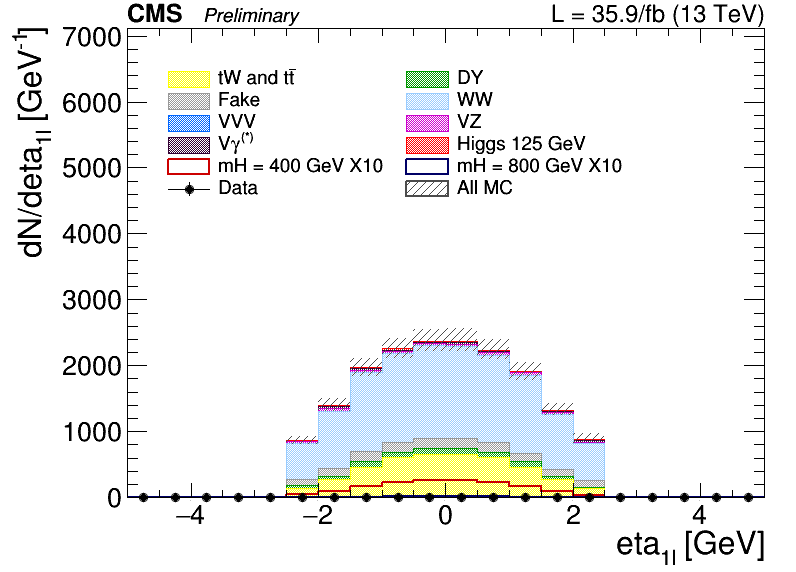 CMS Preliminary L = 35.9/fb (13 TeV)
dN/deta1l [GeV-1]
7000
6000
5000
4000
3000
2000
1000
0
tW and tt̄ DY
Fake WW
VVV VZ
Vγ(*) Higgs 125 GeV
mH = 400 GeV X10 mH = 800 GeV X10
Data All MC
−4 −2 0 2 4
eta1l [GeV]